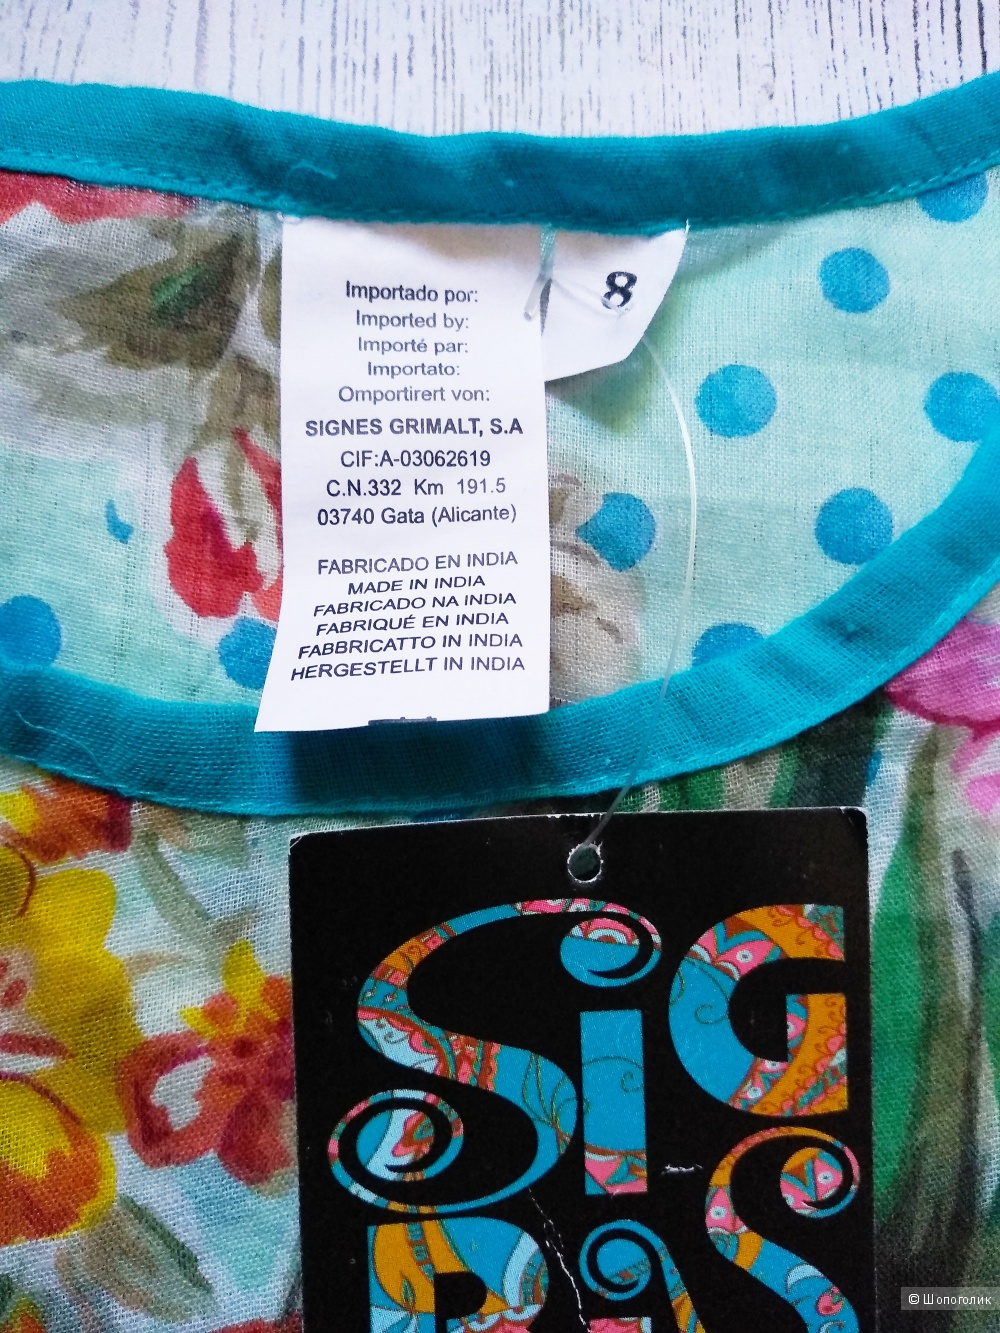 Importado por:
Imported by:
Importé par:
Importato:
Omportirert von:
SIGNES GRIMALT, S.A
CIF:A-03062619
C.N.332 Km 191.5
03740 Gata (Alicante)
FABRICADO EN INDIA
MADE IN INDIA
FABRICADO NA INDIA
FABRIQUÉ EN INDIA
FABBRICATTO IN INDIA
HERGESTELLT IN INDIA
8
SiG
© Шопоголик